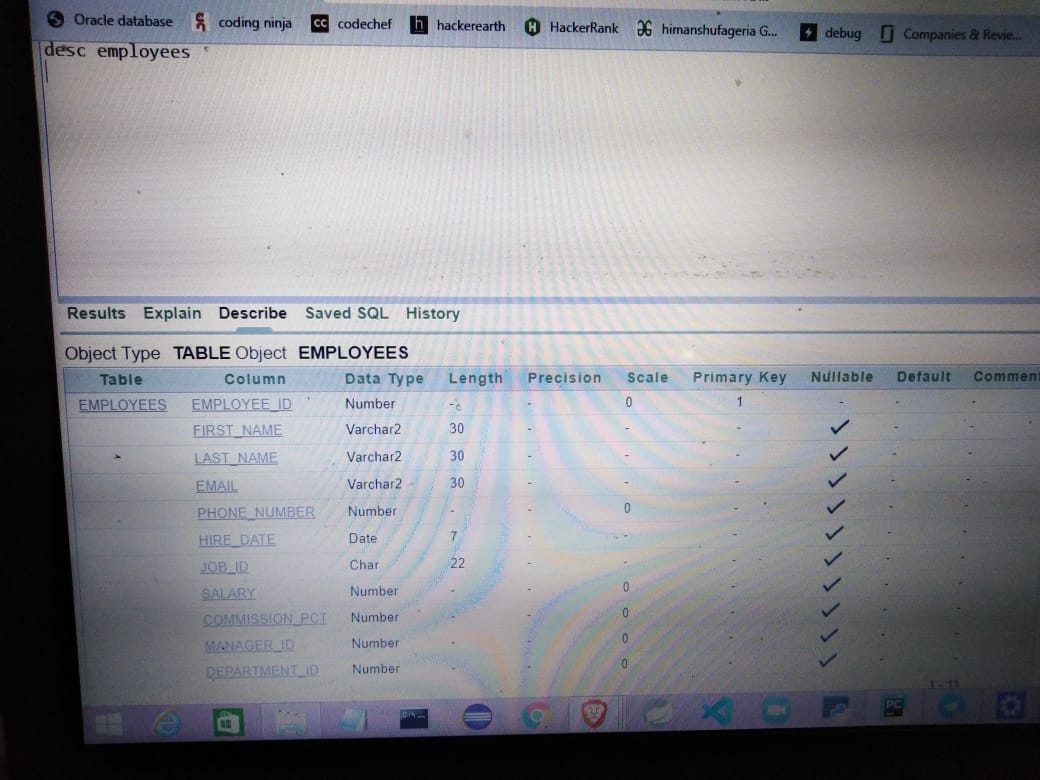 Oracle database coding ninja codechef hackerearth HackerRank himanshufageria G... debug Companies & Revie...
desc employees
Results Explain Describe Saved SQL History
Object Type TABLE Object EMPLOYEES
Table Column Data Type Length Precision Scale Primary Key Nullable Default Commen
EMPLOYEES EMPLOYEE_ID Number - - 0 1 - - -
FIRST_NAME Varchar2 30 - - - ✓ - -
LAST_NAME Varchar2 30 - - - ✓ - -
EMAIL Varchar2 30 - - - ✓ - -
PHONE_NUMBER Number - - 0 - ✓ - -
HIRE_DATE Date 7 - - - ✓ - -
JOB_ID Char 22 - - - ✓ - -
SALARY Number - - 0 - ✓ - -
COMMISSION_PCT Number - - 0 - ✓ - -
MANAGER_ID Number - - 0 - ✓ - -
DEPARTMENT_ID Number - - 0 - ✓ - -
1 - 11